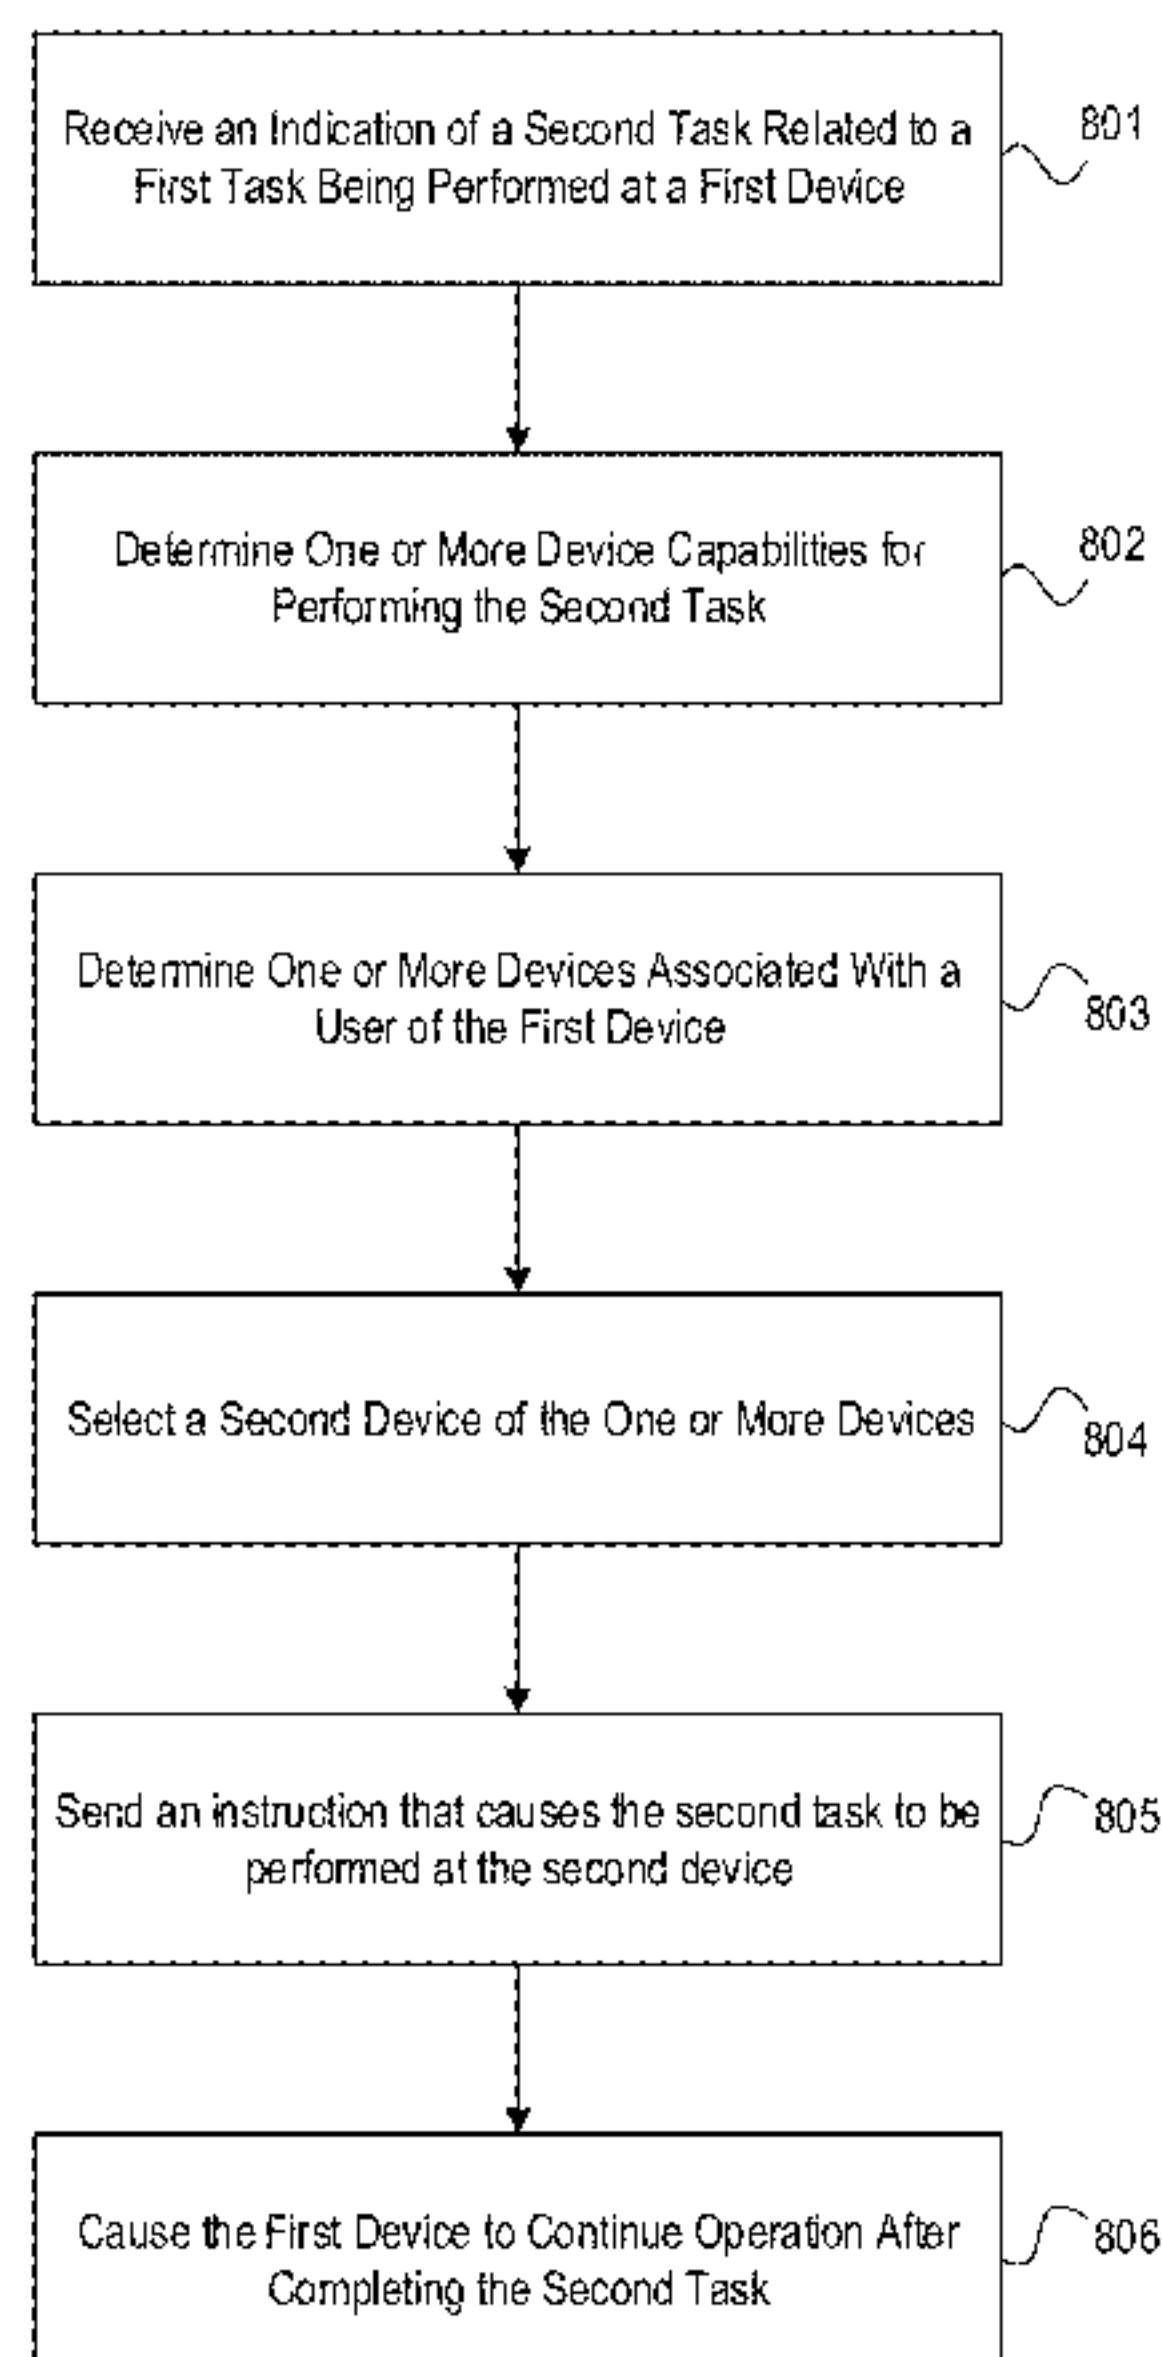 Receive an Indication of a Second Task Related to a
First Task Being Performed at a First Device
801
Determine One or More Device Capabilities for
Performing the Second Task
802
Determine One or More Devices Associated With a
User of the First Device
803
Select a Second Device of the One or More Devices
804
Send an instruction that causes the second task to be
performed at the second device
805
Cause the First Device to Continue Operation After
Completing the Second Task
806